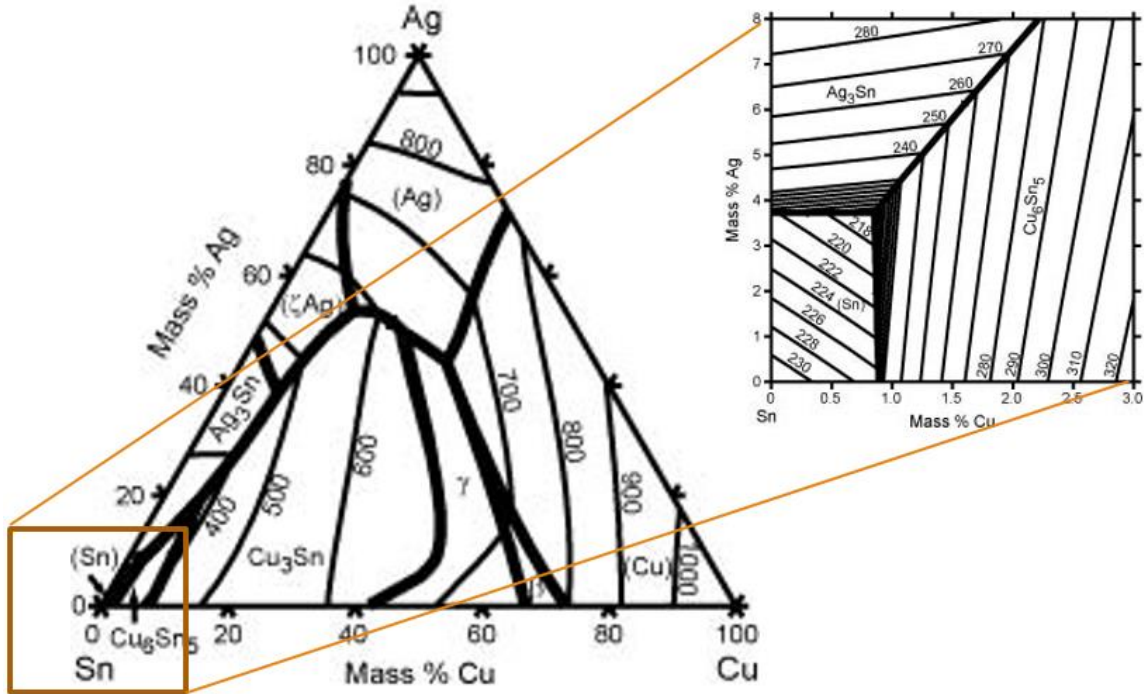 Ag
100
80
60
40
20
0
Mass % Ag
800
(Ag)
(ζAg)
Ag3Sn
700
800
900
1000
600
500
400
γ
Cu3Sn
(Cu)
(Sn)
Cu6Sn5
0 20 40 60 80 100
Sn Mass % Cu Cu
8
7
6
5
4
3
2
1
0
Mass % Ag
280
270
Ag3Sn
260
250
240
Cu6Sn5
218
220
222
224 (Sn)
226
228
230
280 290 300 310 320
0 0.5 1.0 1.5 2.0 2.5 3.0
Sn Mass % Cu